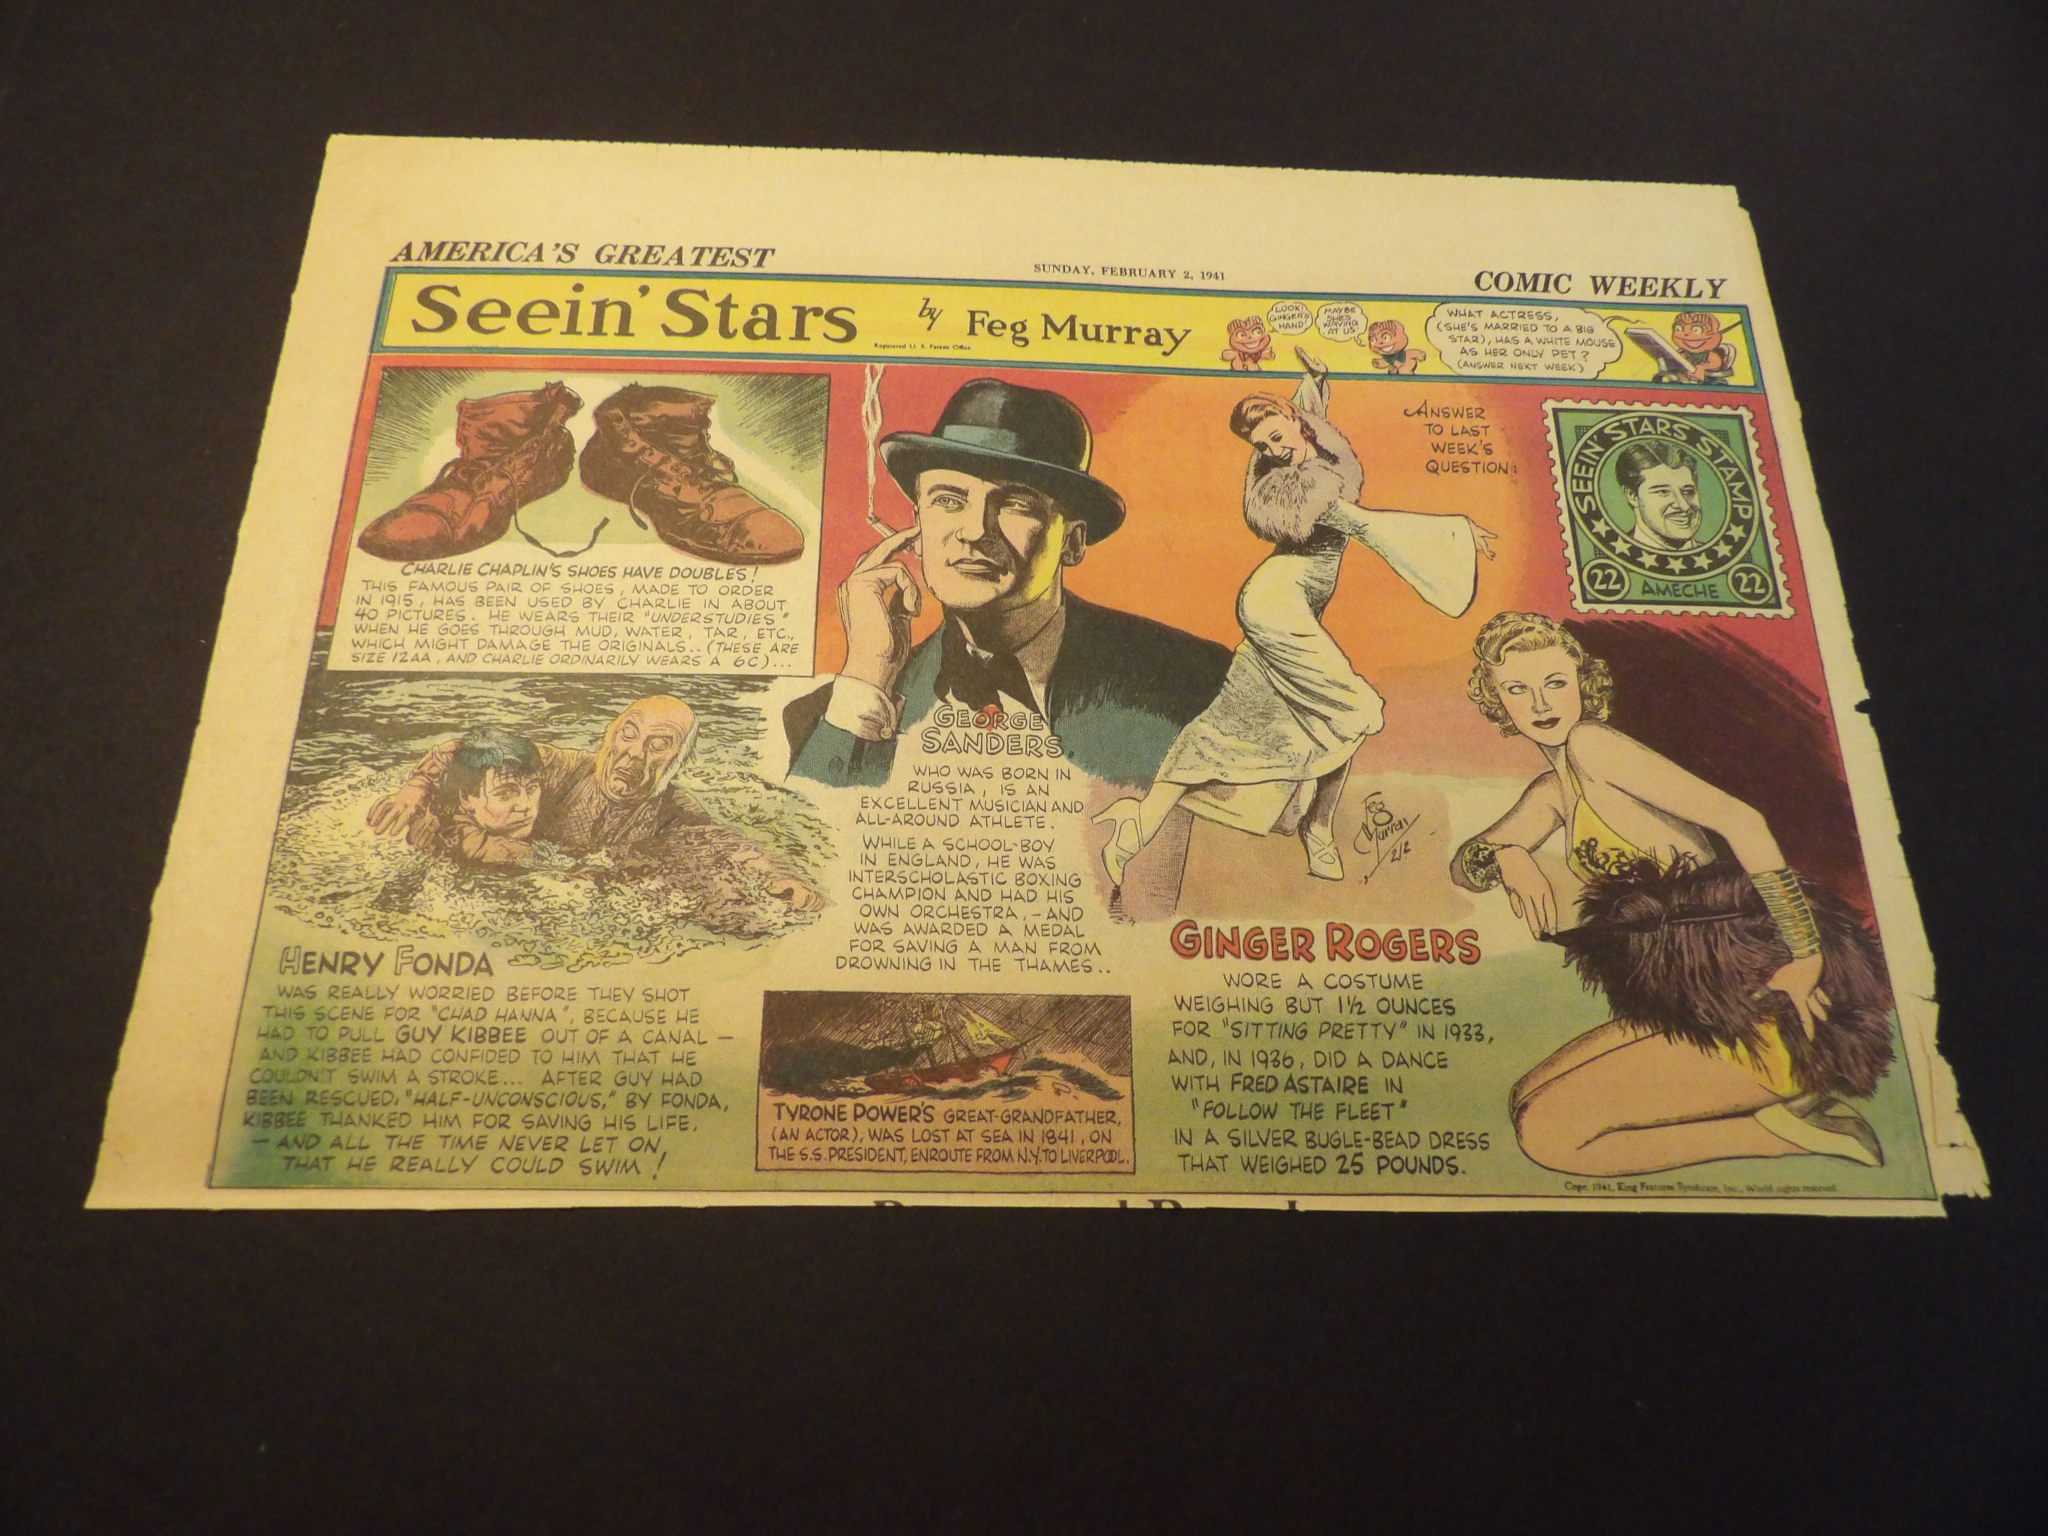 AMERICA'S GREATEST
SUNDAY, FEBRUARY 2, 1941
COMIC WEEKLY
Seein' Stars
by Feg Murray
Registered U. S. Patent Office
LOOK!
GINGER'S
HAND!
MAYBE
SHE'S
WAVING
AT US
WHAT ACTRESS,
(SHE'S MARRIED TO A BIG
STAR), HAS A WHITE MOUSE
AS HER ONLY PET?
(ANSWER NEXT WEEK)
CHARLIE CHAPLIN'S SHOES HAVE DOUBLES!
THIS FAMOUS PAIR OF SHOES, MADE TO ORDER
IN 1915, HAS BEEN USED BY CHARLIE IN ABOUT
40 PICTURES. HE WEARS THEIR "UNDERSTUDIES"
WHEN HE GOES THROUGH MUD, WATER, TAR, ETC.,
WHICH MIGHT DAMAGE THE ORIGINALS.. (THESE ARE
SIZE 12AA, AND CHARLIE ORDINARILY WEARS A 6C)...
ANSWER
TO LAST
WEEK'S
QUESTION:
SEEIN' STARS STAMP
22 AMECHE 22
GEORGE
SANDERS,
WHO WAS BORN IN
RUSSIA, IS AN
EXCELLENT MUSICIAN AND
ALL-AROUND ATHLETE.
WHILE A SCHOOL-BOY
IN ENGLAND, HE WAS
INTERSCHOLASTIC BOXING
CHAMPION AND HAD HIS
OWN ORCHESTRA, - AND
WAS AWARDED A MEDAL
FOR SAVING A MAN FROM
DROWNING IN THE THAMES..
Feg
Murray
2/2
HENRY FONDA
WAS REALLY WORRIED BEFORE THEY SHOT
THIS SCENE FOR "CHAD HANNA", BECAUSE HE
HAD TO PULL GUY KIBBEE OUT OF A CANAL —
AND KIBBEE HAD CONFIDED TO HIM THAT HE
COULDN'T SWIM A STROKE... AFTER GUY HAD
BEEN RESCUED, "HALF-UNCONSCIOUS," BY FONDA,
KIBBEE THANKED HIM FOR SAVING HIS LIFE,
— AND ALL THE TIME NEVER LET ON
THAT HE REALLY COULD SWIM!
TYRONE POWER'S GREAT-GRANDFATHER,
(AN ACTOR), WAS LOST AT SEA IN 1841, ON
THE S.S. PRESIDENT, ENROUTE FROM N.Y. TO LIVERPOOL.
GINGER ROGERS
WORE A COSTUME
WEIGHING BUT 1½ OUNCES
FOR "SITTING PRETTY" IN 1933,
AND, IN 1936, DID A DANCE
WITH FRED ASTAIRE IN
"FOLLOW THE FLEET"
IN A SILVER BUGLE-BEAD DRESS
THAT WEIGHED 25 POUNDS.
Copr. 1941, King Features Syndicate, Inc., World rights reserved